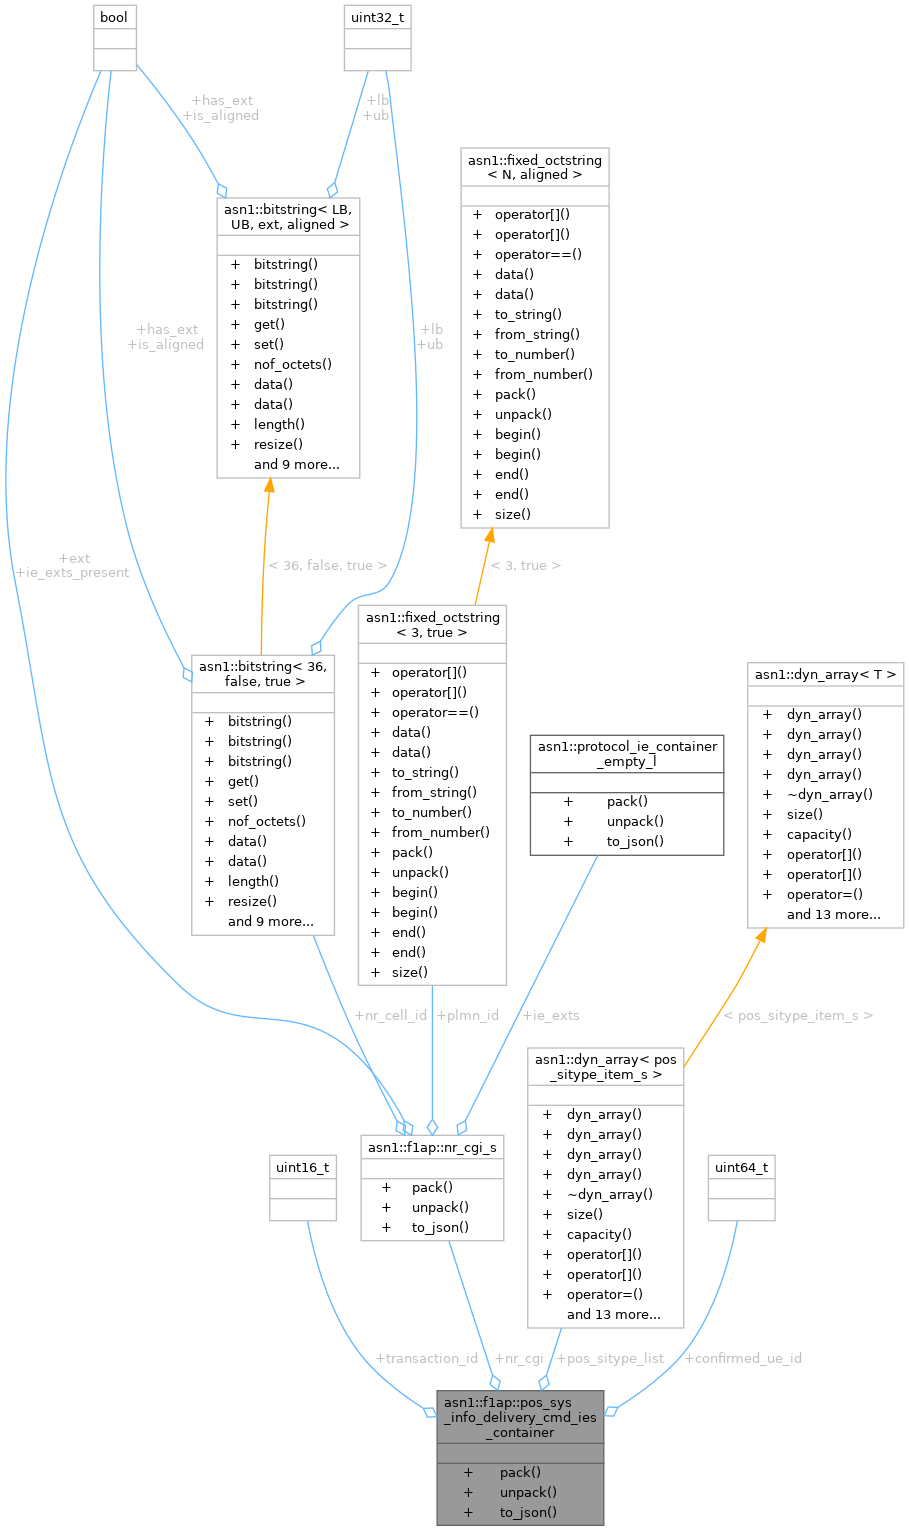 bool
uint32_t
+has_ext
+is_aligned
+lb
+ub
asn1::fixed_octstring
< N, aligned >
+ operator[]()
+ operator[]()
+ operator==()
+ data()
+ data()
+ to_string()
+ from_string()
+ to_number()
+ from_number()
+ pack()
+ unpack()
+ begin()
+ begin()
+ end()
+ end()
+ size()
asn1::bitstring< LB,
UB, ext, aligned >
+ bitstring()
+ bitstring()
+ bitstring()
+ get()
+ set()
+ nof_octets()
+ data()
+ data()
+ length()
+ resize()
and 9 more...
+has_ext
+is_aligned
+lb
+ub
+ext
+ie_exts_present
< 36, false, true >
< 3, true >
asn1::bitstring< 36,
false, true >
+ bitstring()
+ bitstring()
+ bitstring()
+ get()
+ set()
+ nof_octets()
+ data()
+ data()
+ length()
+ resize()
and 9 more...
asn1::fixed_octstring
< 3, true >
+ operator[]()
+ operator[]()
+ operator==()
+ data()
+ data()
+ to_string()
+ from_string()
+ to_number()
+ from_number()
+ pack()
+ unpack()
+ begin()
+ begin()
+ end()
+ end()
+ size()
asn1::protocol_ie_container
_empty_l
+ pack()
+ unpack()
+ to_json()
asn1::dyn_array< T >
+ dyn_array()
+ dyn_array()
+ dyn_array()
+ dyn_array()
+ ~dyn_array()
+ size()
+ capacity()
+ operator[]()
+ operator[]()
+ operator=()
and 13 more...
+nr_cell_id
+plmn_id
+ie_exts
< pos_sitype_item_s >
asn1::dyn_array< pos
_sitype_item_s >
+ dyn_array()
+ dyn_array()
+ dyn_array()
+ dyn_array()
+ ~dyn_array()
+ size()
+ capacity()
+ operator[]()
+ operator[]()
+ operator=()
and 13 more...
asn1::f1ap::nr_cgi_s
+ pack()
+ unpack()
+ to_json()
uint16_t
uint64_t
+transaction_id
+nr_cgi
+pos_sitype_list
+confirmed_ue_id
asn1::f1ap::pos_sys
_info_delivery_cmd_ies
_container
+ pack()
+ unpack()
+ to_json()